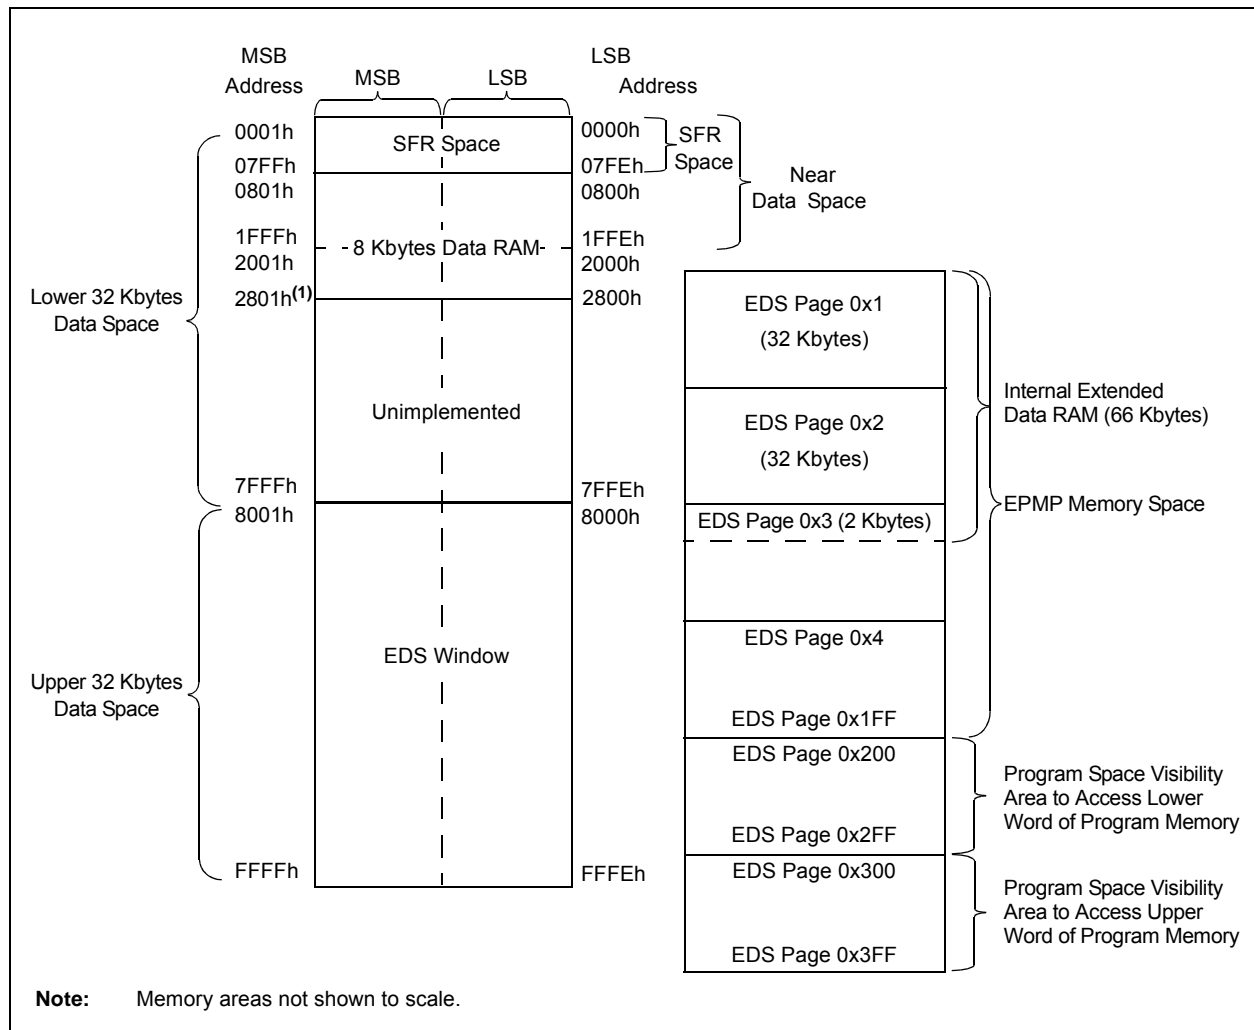 MSB
Address
LSB
Address
MSB
LSB
0001h
SFR Space
0000h
SFR
Space
07FFh
07FEh
0801h
0800h
Near
Data Space
1FFFh
8 Kbytes Data RAM
1FFEh
2001h
2000h
2801h(1)
2800h
Lower 32 Kbytes
Data Space
Unimplemented
7FFFh
7FFEh
8001h
8000h
EDS Window
Upper 32 Kbytes
Data Space
FFFFh
FFFEh
EDS Page 0x1
(32 Kbytes)
EDS Page 0x2
(32 Kbytes)
EDS Page 0x3 (2 Kbytes)
EDS Page 0x4
EDS Page 0x1FF
EDS Page 0x200
EDS Page 0x2FF
EDS Page 0x300
EDS Page 0x3FF
Internal Extended
Data RAM (66 Kbytes)
EPMP Memory Space
Program Space Visibility
Area to Access Lower
Word of Program Memory
Program Space Visibility
Area to Access Upper
Word of Program Memory
Note: Memory areas not shown to scale.